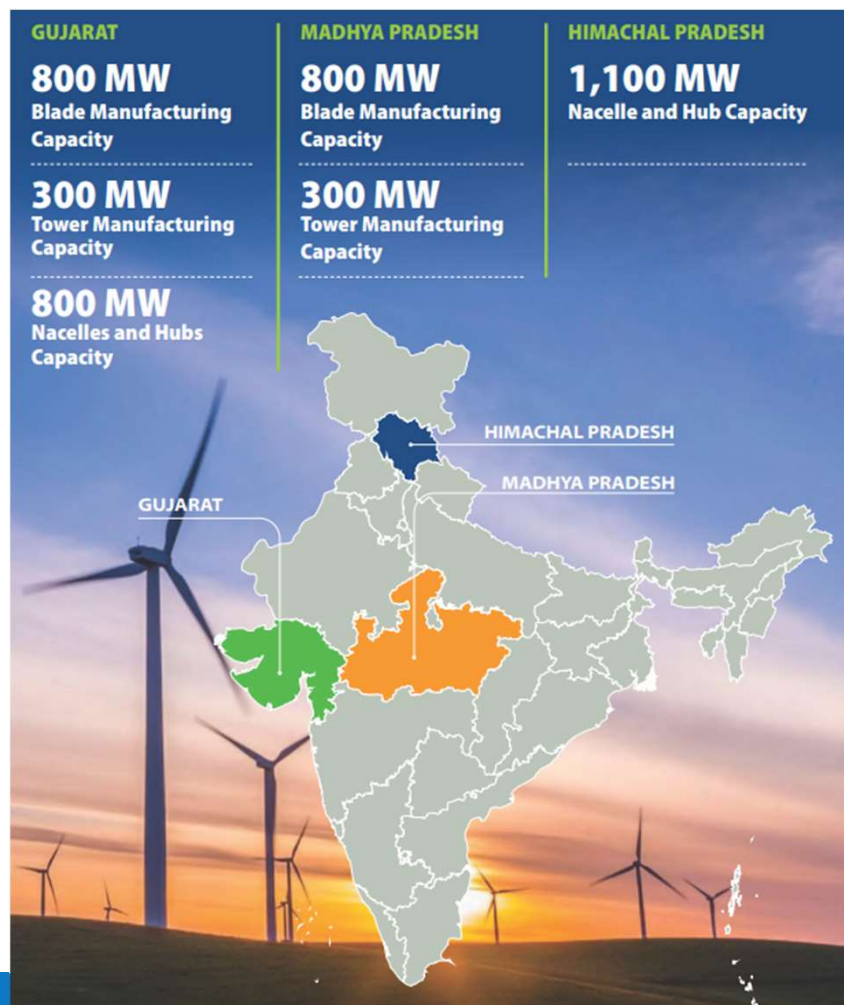 GUJARAT
800 MW
Blade Manufacturing
Capacity
300 MW
Tower Manufacturing
Capacity
800 MW
Nacelles and Hubs
Capacity
MADHYA PRADESH
800 MW
Blade Manufacturing
Capacity
300 MW
Tower Manufacturing
Capacity
HIMACHAL PRADESH
1,100 MW
Nacelle and Hub Capacity
HIMACHAL PRADESH
MADHYA PRADESH
GUJARAT